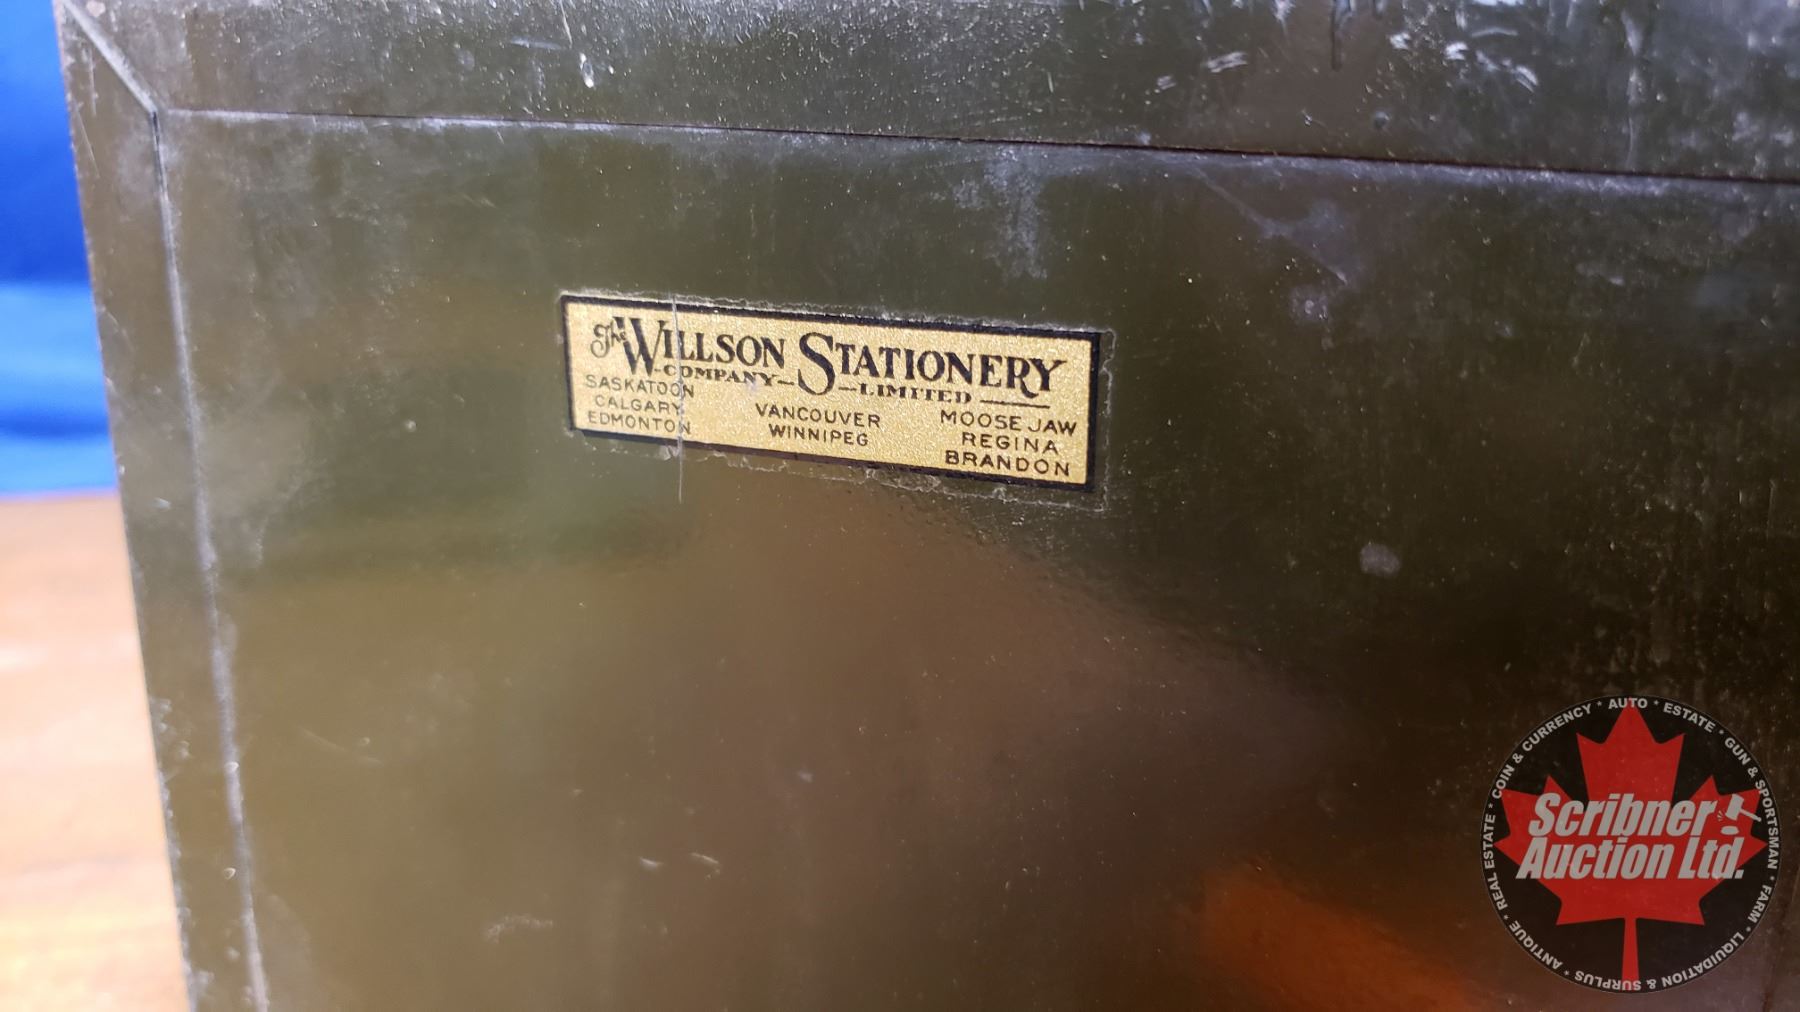 The WILLSON STATIONERY
COMPANY LIMITED
SASKATOON
CALGARY
EDMONTON
VANCOUVER
WINNIPEG
MOOSE JAW
REGINA
BRANDON
Scribner
Auction Ltd.
REAL ESTATE * COIN & CURRENCY * AUTO * ESTATE * GUN & SPORTSMAN * FARM * LIQUIDATION & SURPLUS * ANTIQUE *